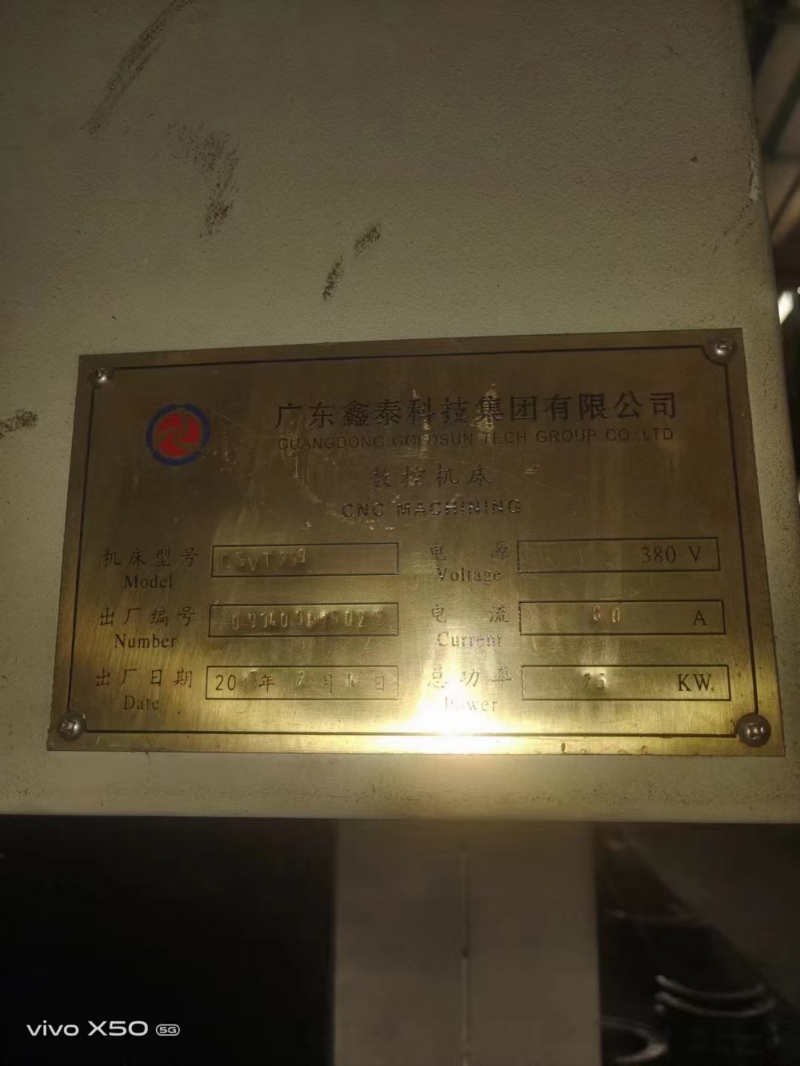 广东鑫泰科技集团有限公司
GUANGDONG GOLDSUN TECH GROUP CO.,LTD
数控机床
CNC MACHINING
机床型号 电源 380 V
Model Voltage
出厂编号 电流 60 A
Number Current
出厂日期 20 年 月 日 总功率 KW.
Date Power
vivo X50 5G